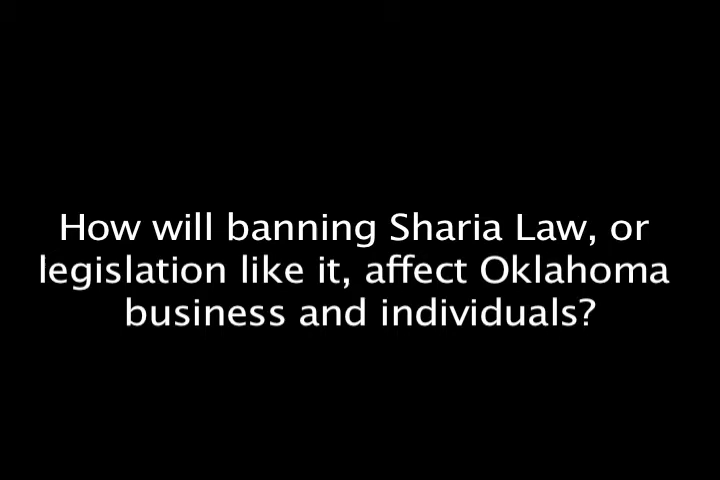 How will banning Sharia Law, or
legislation like it, affect Oklahoma
business and individuals?